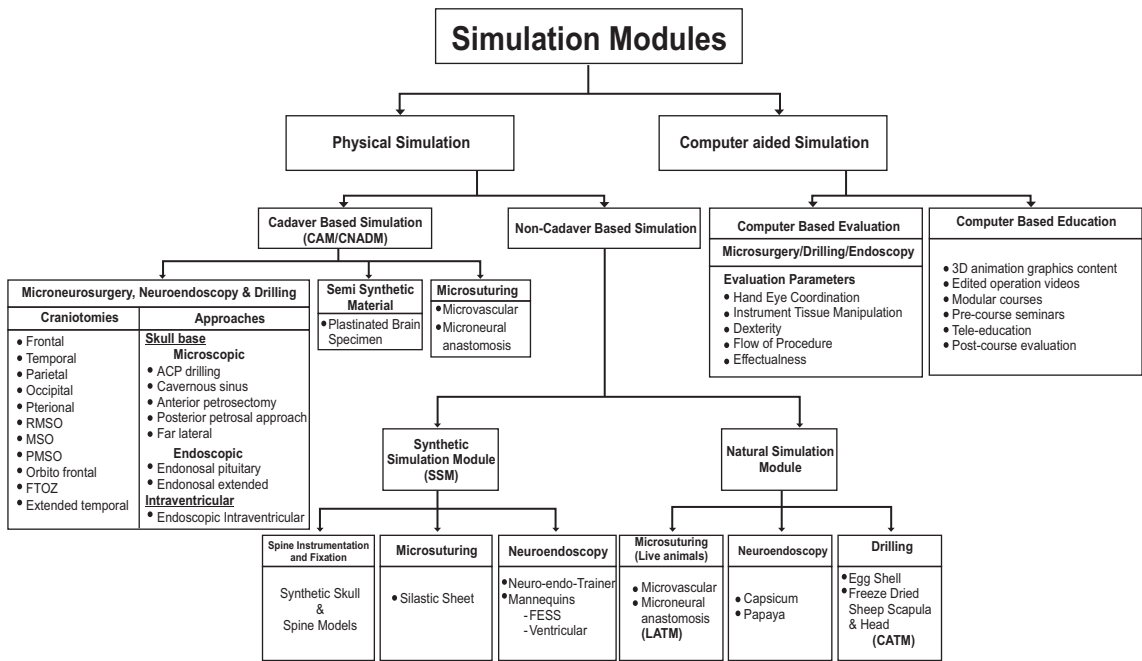 Simulation Modules
Physical Simulation
Computer aided Simulation
Cadaver Based Simulation
(CAM/CNADM)
Non-Cadaver Based Simulation
Computer Based Evaluation
Microsurgery/Drilling/Endoscopy
Evaluation Parameters
• Hand Eye Coordination
• Instrument Tissue Manipulation
• Dexterity
• Flow of Procedure
• Effectualness
Computer Based Education
• 3D animation graphics content
• Edited operation videos
• Modular courses
• Pre-course seminars
• Tele-education
• Post-course evaluation
Microneurosurgery, Neuroendoscopy & Drilling
Craniotomies
• Frontal
• Temporal
• Parietal
• Occipital
• Pterional
• RMSO
• MSO
• PMSO
• Orbito frontal
• FTOZ
• Extended temporal
Approaches
Skull base
Microscopic
• ACP drilling
• Cavernous sinus
• Anterior petrosectomy
• Posterior petrosal approach
• Far lateral
Endoscopic
• Endonosal pituitary
• Endonosal extended
Intraventricular
• Endoscopic Intraventricular
Semi Synthetic
Material
• Plastinated Brain
Specimen
Microsuturing
• Microvascular
• Microneural
anastomosis
Synthetic
Simulation Module
(SSM)
Natural Simulation
Module
Spine Instrumentation
and Fixation
Synthetic Skull
&
Spine Models
Microsuturing
• Silastic Sheet
Neuroendoscopy
• Neuro-endo-Trainer
• Mannequins
-FESS
-Ventricular
Microsuturing
(Live animals)
• Microvascular
• Microneural
anastomosis
(LATM)
Neuroendoscopy
• Capsicum
• Papaya
Drilling
• Egg Shell
• Freeze Dried
Sheep Scapula
& Head
(CATM)